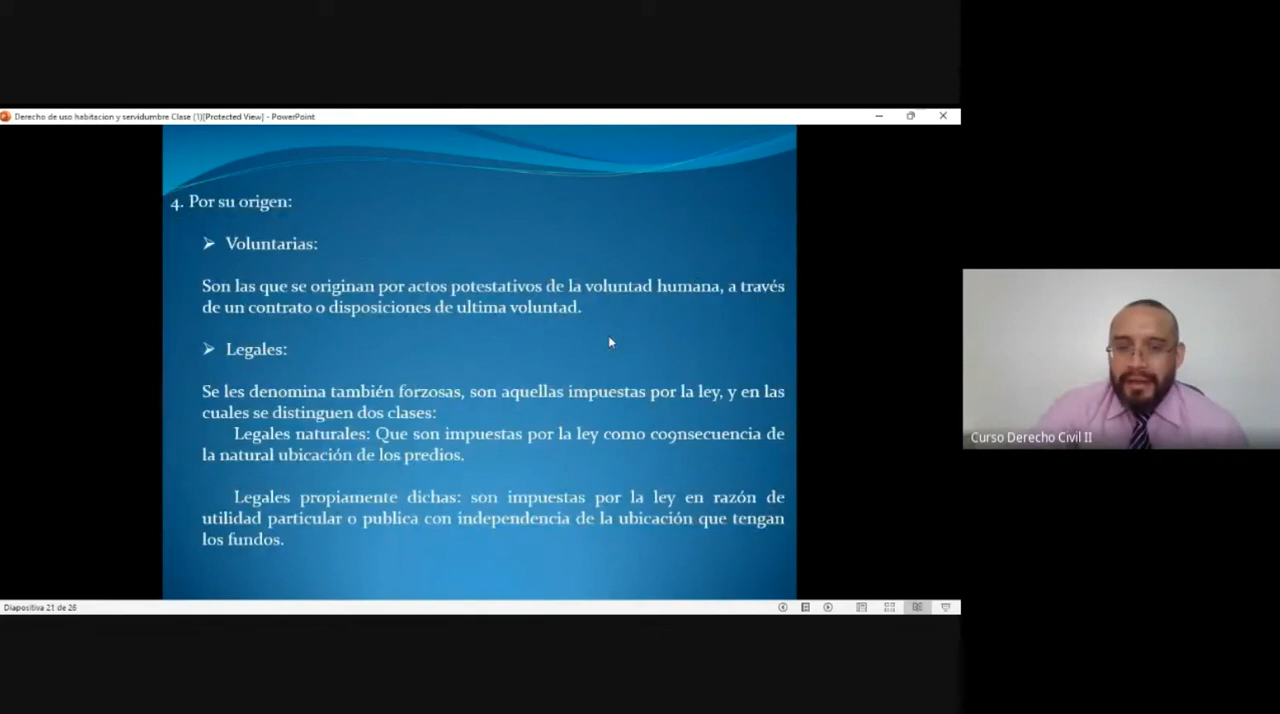 Derecho de uso habitacion y servidumbre Clase (1)[Protected View] - PowerPoint
4. Por su origen:
➢ Voluntarias:
Son las que se originan por actos potestativos de la voluntad humana, a través
de un contrato o disposiciones de ultima voluntad.
➢ Legales:
Se les denomina también forzosas, son aquellas impuestas por la ley, y en las
cuales se distinguen dos clases:
Legales naturales: Que son impuestas por la ley como co9nsecuencia de
la natural ubicación de los predios.
Legales propiamente dichas: son impuestas por la ley en razón de
utilidad particular o publica con independencia de la ubicación que tengan
los fundos.
Diapositiva 21 de 26
Curso Derecho Civil II